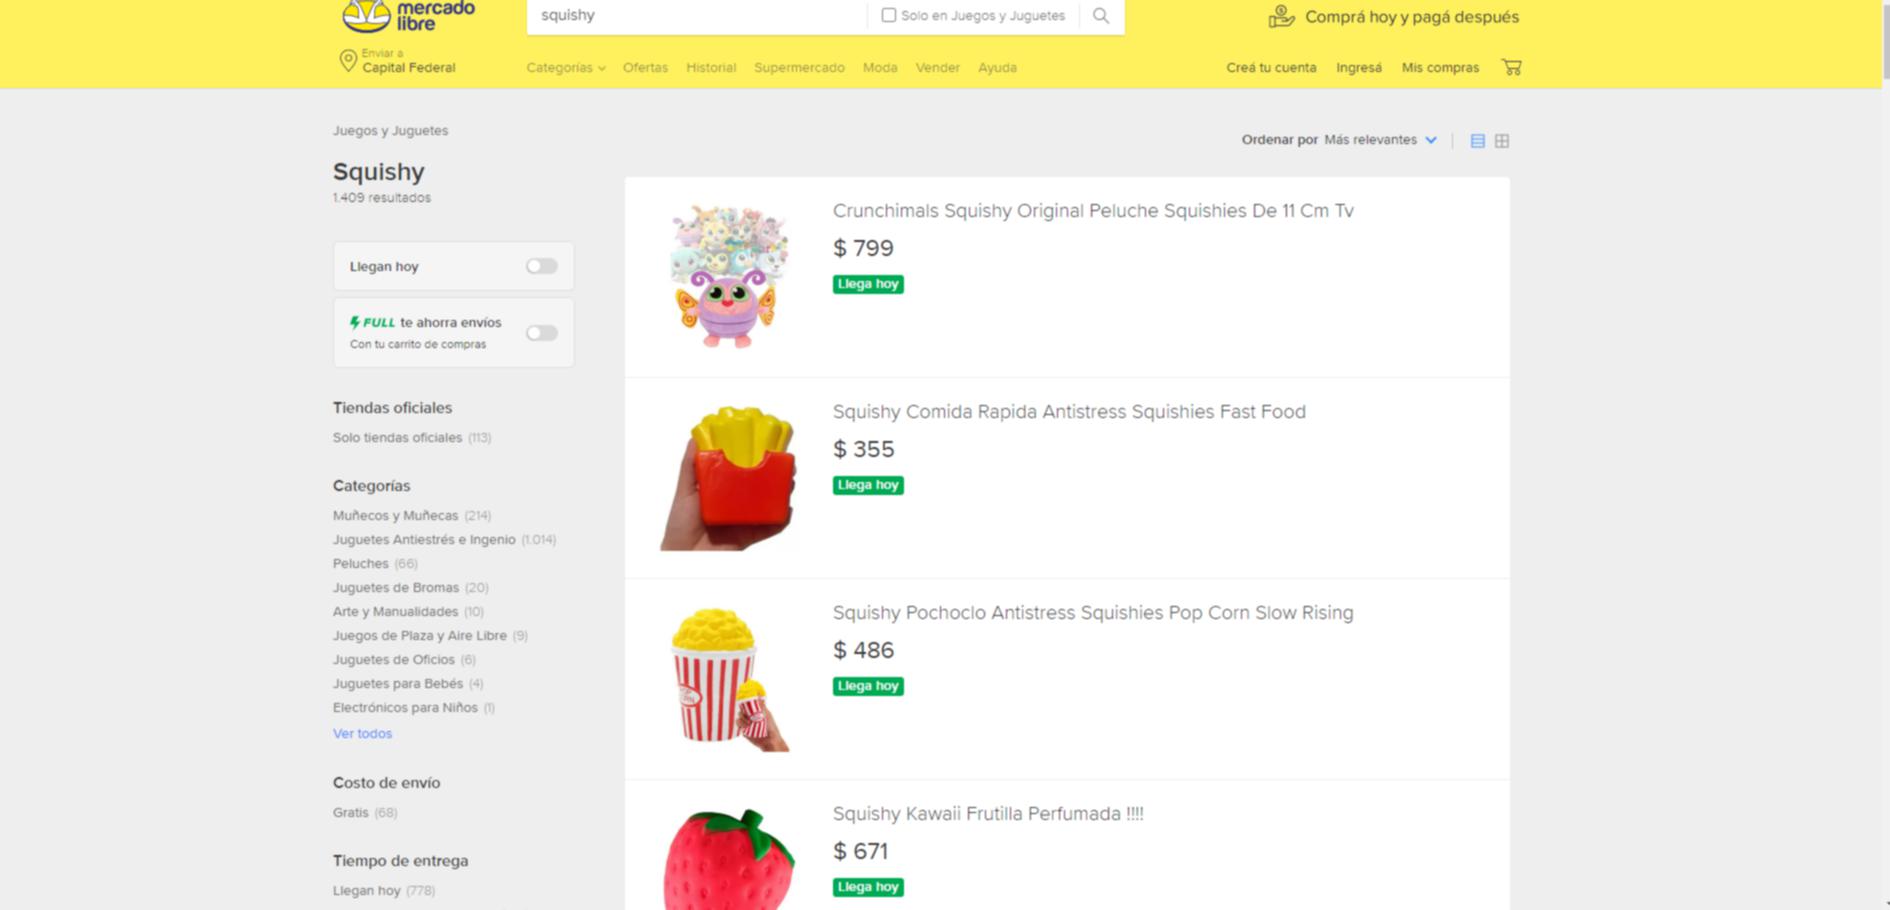 mercado
libre
squishy
Solo en Juegos y Juguetes
Comprá hoy y pagá después
Enviar a
Capital Federal
Categorías
Ofertas
Historial
Supermercado
Moda
Vender
Ayuda
Creá tu cuenta
Ingresá
Mis compras
Juegos y Juguetes
Squishy
1.409 resultados
Ordenar por Más relevantes
Llegan hoy
FULL te ahorra envíos
Con tu carrito de compras
Tiendas oficiales
Solo tiendas oficiales (113)
Categorías
Muñecos y Muñecas (214)
Juguetes Antiestrés e Ingenio (1.014)
Peluches (66)
Juguetes de Bromas (20)
Arte y Manualidades (10)
Juegos de Plaza y Aire Libre (9)
Juguetes de Oficios (6)
Juguetes para Bebés (4)
Electrónicos para Niños (1)
Ver todos
Costo de envío
Gratis (68)
Tiempo de entrega
Llegan hoy (778)
Crunchimals Squishy Original Peluche Squishies De 11 Cm Tv
$ 799
Llega hoy
Squishy Comida Rapida Antistress Squishies Fast Food
$ 355
Llega hoy
Squishy Pochoclo Antistress Squishies Pop Corn Slow Rising
$ 486
Llega hoy
Squishy Kawaii Frutilla Perfumada !!!!
$ 671
Llega hoy